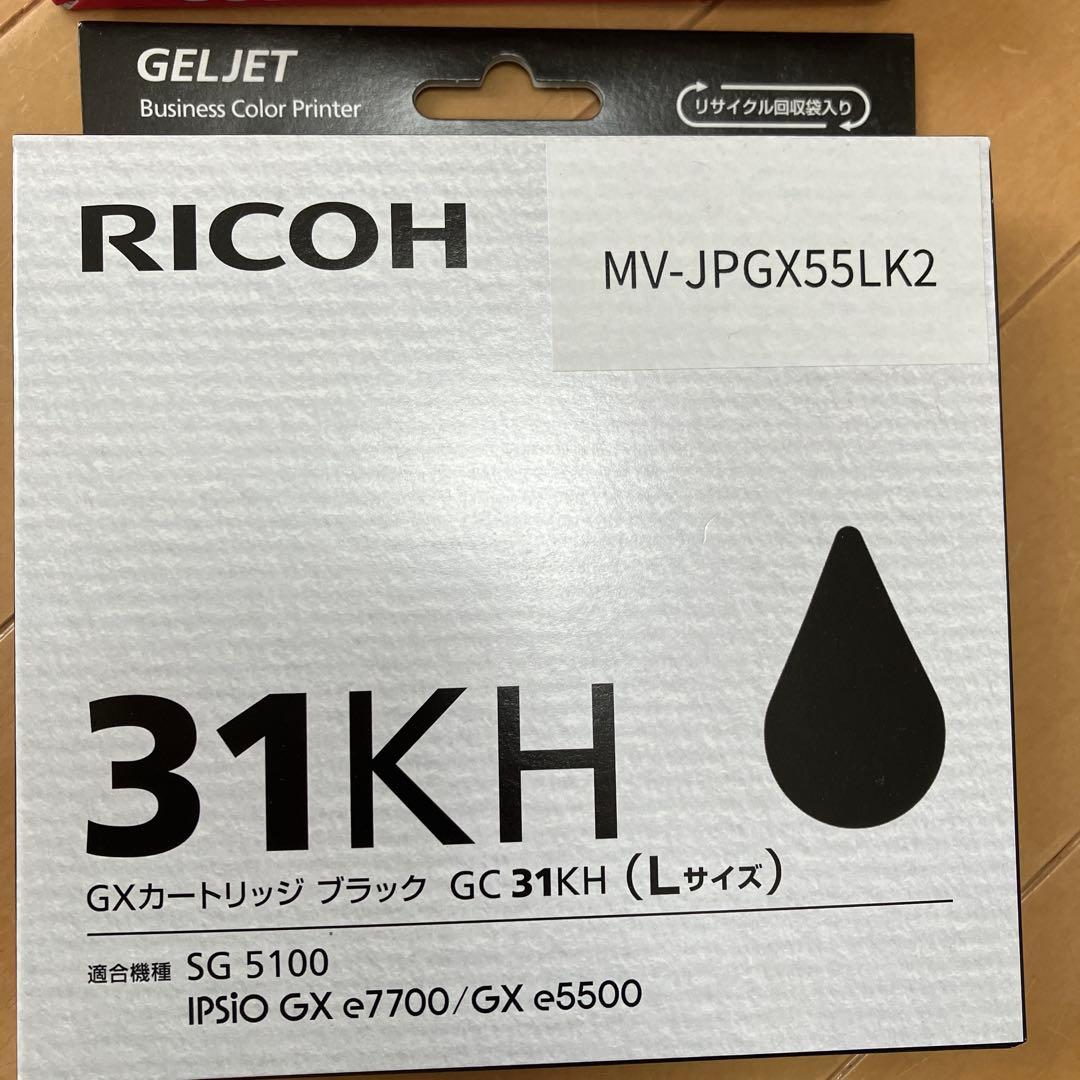 GELJET
Business Color Printer
リサイクル回収袋入り
RICOH
MV-JPGX55LK2
31KH
GXカートリッジ ブラック GC 31KH (Lサイズ)
適合機種 SG 5100
IPSiO GX e7700/GX e5500